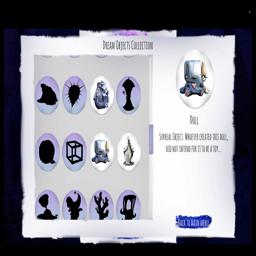 Dream Objects Collection
Doll
Surreal Object. Whoever created this doll,
did not intend for it to be a toy...
Back to Main menu